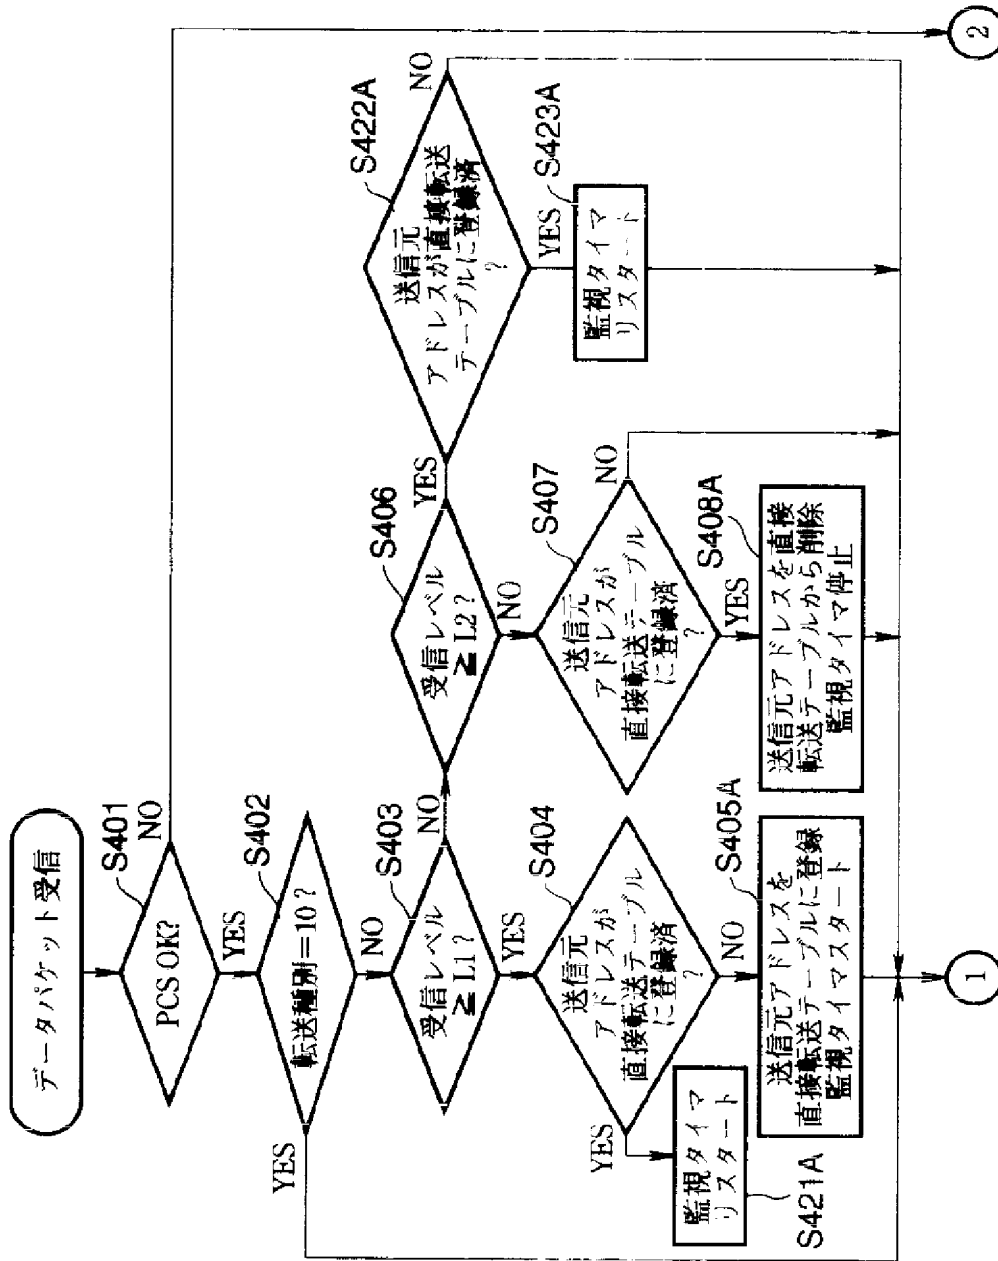 データパケット受信
S401
PCS OK?
NO
YES
S402
転送種別=10?
YES
NO
S403
受信レベル
≧L1?
NO
YES
S404
送信元
アドレスが
直接転送テーブル
に登録済
?
YES
NO
監視タイマ
リスタート
S421A
S405A
送信元アドレスを
直接転送テーブルに登録
監視タイマスタート
S406
受信レベル
≧L2?
YES
NO
S407
送信元
アドレスが
直接転送テーブル
に登録済
?
NO
YES
S408A
送信元アドレスを直接
転送テーブルから削除
監視タイマ停止
S422A
送信元
アドレスが直接転送
テーブルに登録済
?
NO
YES
S423A
監視タイマ
リスタート
1
2